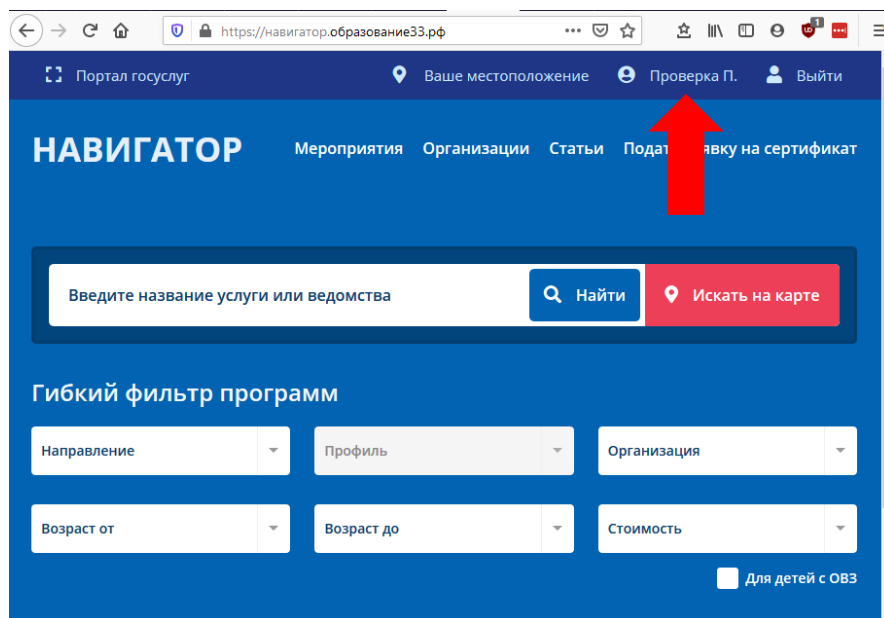 https://навигатор.образование33.рф
1
Портал госуслуг Ваше местоположение Проверка П. Выйти
НАВИГАТОР Мероприятия Организации Статьи на сертификат
Введите название услуги или ведомства Найти Искать на карте
Гибкий фильтр программ
Направление Профиль Организация
Возраст от Возраст до Стоимость
Для детей с ОВЗ